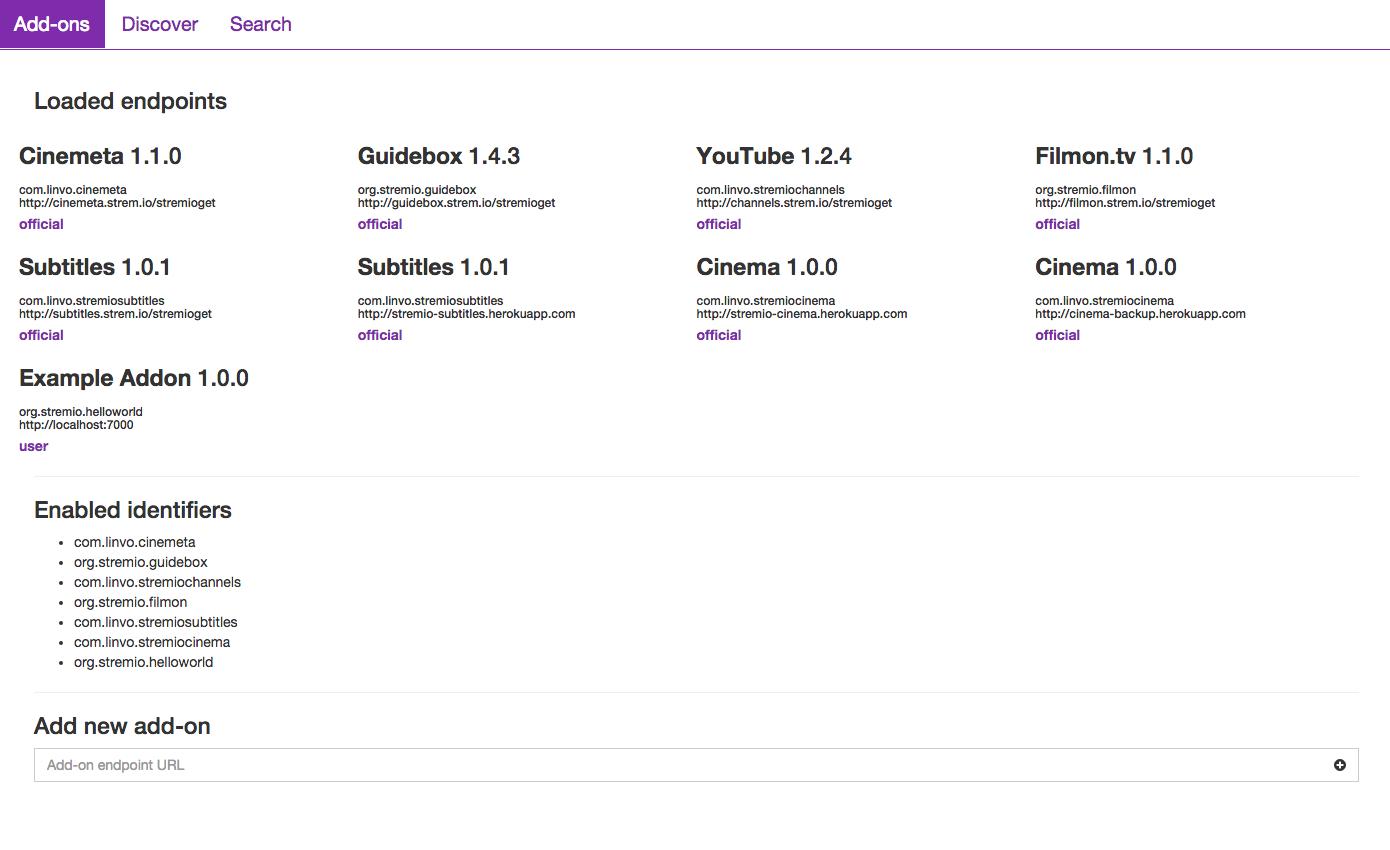 Add-ons Discover Search
Loaded endpoints
Cinemeta 1.1.0
com.linvo.cinemeta
http://cinemeta.strem.io/stremioget
official
Guidebox 1.4.3
org.stremio.guidebox
http://guidebox.strem.io/stremioget
official
YouTube 1.2.4
com.linvo.stremiochannels
http://channels.strem.io/stremioget
official
Filmon.tv 1.1.0
org.stremio.filmon
http://filmon.strem.io/stremioget
official
Subtitles 1.0.1
com.linvo.stremiosubtitles
http://subtitles.strem.io/stremioget
official
Subtitles 1.0.1
com.linvo.stremiosubtitles
http://stremio-subtitles.herokuapp.com
official
Cinema 1.0.0
com.linvo.stremiocinema
http://stremio-cinema.herokuapp.com
official
Cinema 1.0.0
com.linvo.stremiocinema
http://cinema-backup.herokuapp.com
official
Example Addon 1.0.0
org.stremio.helloworld
http://localhost:7000
user
Enabled identifiers
com.linvo.cinemeta
org.stremio.guidebox
com.linvo.stremiochannels
org.stremio.filmon
com.linvo.stremiosubtitles
com.linvo.stremiocinema
org.stremio.helloworld
Add new add-on
Add-on endpoint URL